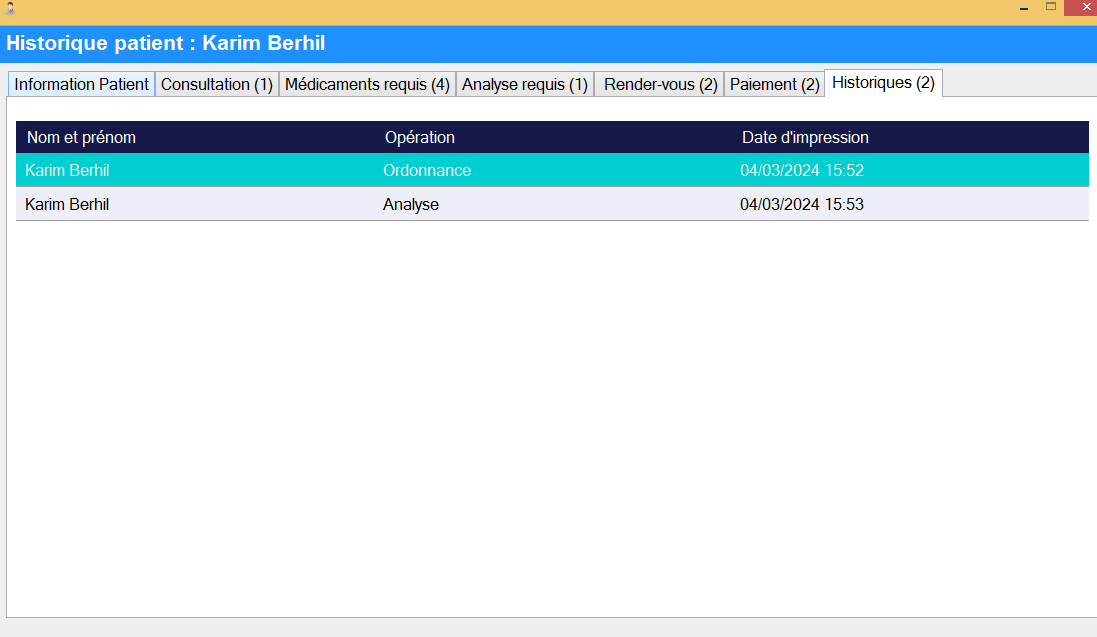 Historique patient : Karim Berhil
Information Patient Consultation (1) Médicaments requis (4) Analyse requis (1) Render-vous (2) Paiement (2) Historiques (2)
Nom et prénom Opération Date d'impression
Karim Berhil Ordonnance 04/03/2024 15:52
Karim Berhil Analyse 04/03/2024 15:53